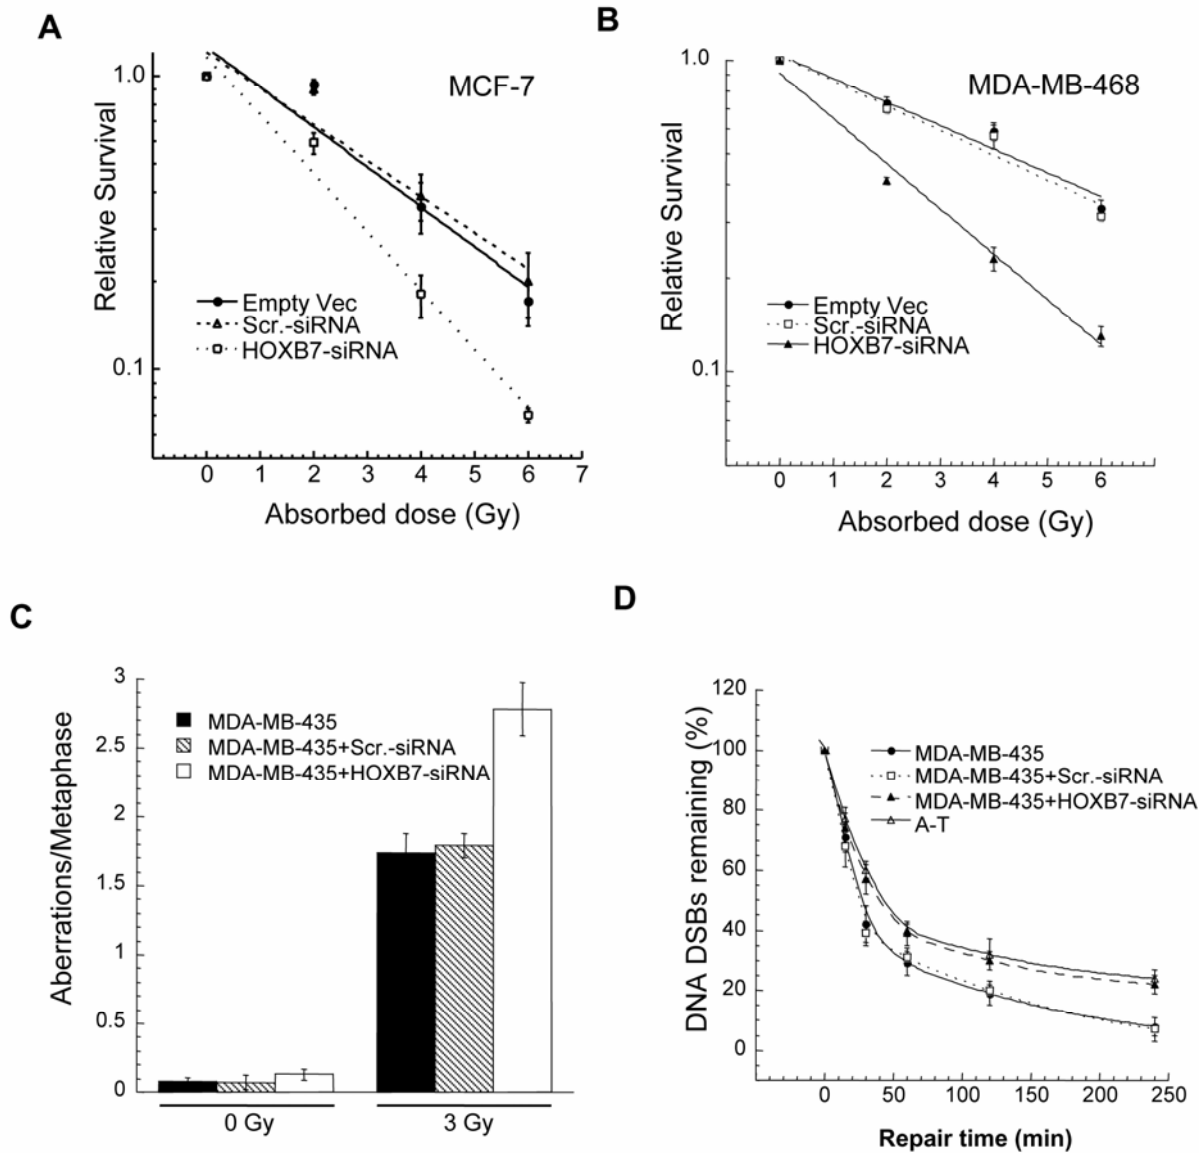 A
MCF-7
Relative Survival
1.0
0.1
Empty Vec
Scr.-siRNA
HOXB7-siRNA
0 1 2 3 4 5 6 7
Absorbed dose (Gy)
B
MDA-MB-468
Relative Survival
1.0
0.1
Empty Vec
Scr.-siRNA
HOXB7-siRNA
0 1 2 3 4 5 6
Absorbed dose (Gy)
C
Aberrations/Metaphase
3
2.5
2
1.5
1
0.5
0
MDA-MB-435
MDA-MB-435+Scr.-siRNA
MDA-MB-435+HOXB7-siRNA
0 Gy 3 Gy
D
DNA DSBs remaining (%)
120
100
80
60
40
20
0
MDA-MB-435
MDA-MB-435+Scr.-siRNA
MDA-MB-435+HOXB7-siRNA
A-T
0 50 100 150 200 250
Repair time (min)